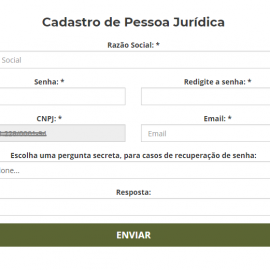 Cadastro de Pessoa Jurídica
Razão Social: *
Social
Senha: *
Redigite a senha: *
CNPJ: *
Email: *
Email
Escolha uma pergunta secreta, para casos de recuperação de senha:
ione...
Resposta:
ENVIAR